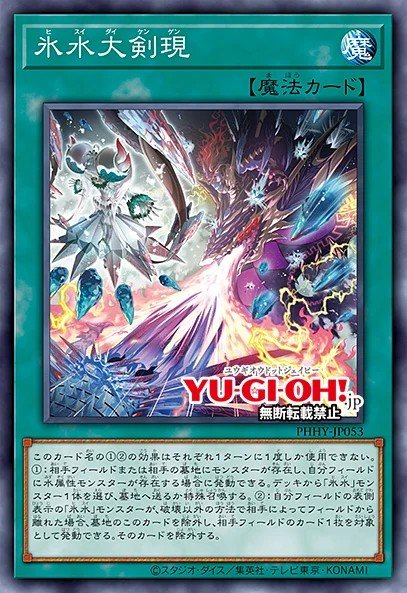 ヒ スイ ダイ ケン ゲン
氷水大剣現
魔
【魔法カード】
ユウギオウドットジェイピー
YU-GI-OH!.jp
無断転載禁止
PHHY-JP053
このカード名の①②の効果はそれぞれ1ターンに1度しか使用できない。
①：相手フィールドまたは相手の墓地にモンスターが存在し、自分フィールド
に水属性モンスターが存在する場合に発動できる。デッキから「氷水」モン
スター1体を選び、墓地へ送るか特殊召喚する。②：自分フィールドの表側
表示の「氷水」モンスターが、破壊以外の方法で相手によってフィールドから
離れた場合、墓地のこのカードを除外し、相手フィールドのカード1枚を対象
として発動できる。そのカードを除外する。
©スタジオ・ダイス／集英社・テレビ東京・KONAMI